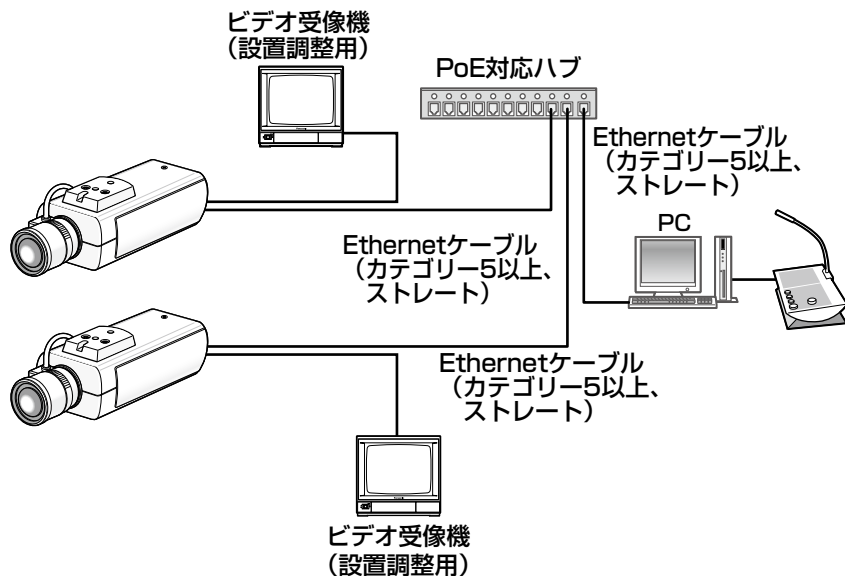 ビデオ受像機
（設置調整用）
PoE対応ハブ
Ethernetケーブル
（カテゴリー5以上、
ストレート）
PC
Ethernetケーブル
（カテゴリー5以上、
ストレート）
Ethernetケーブル
（カテゴリー5以上、
ストレート）
ビデオ受像機
（設置調整用）